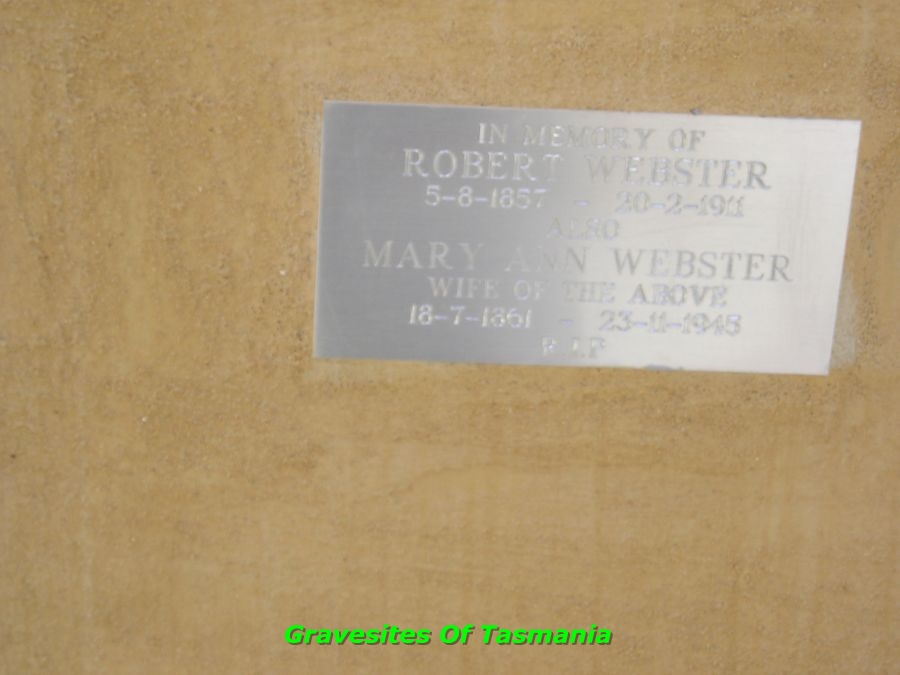 IN MEMORY OF
ROBERT WEBSTER
5-8-1857 - 20-2-1911
ALSO
MARY ANN WEBSTER
WIFE OF THE ABOVE
18-7-1861 - 23-11-1945
R.I.P
Gravesites Of Tasmania